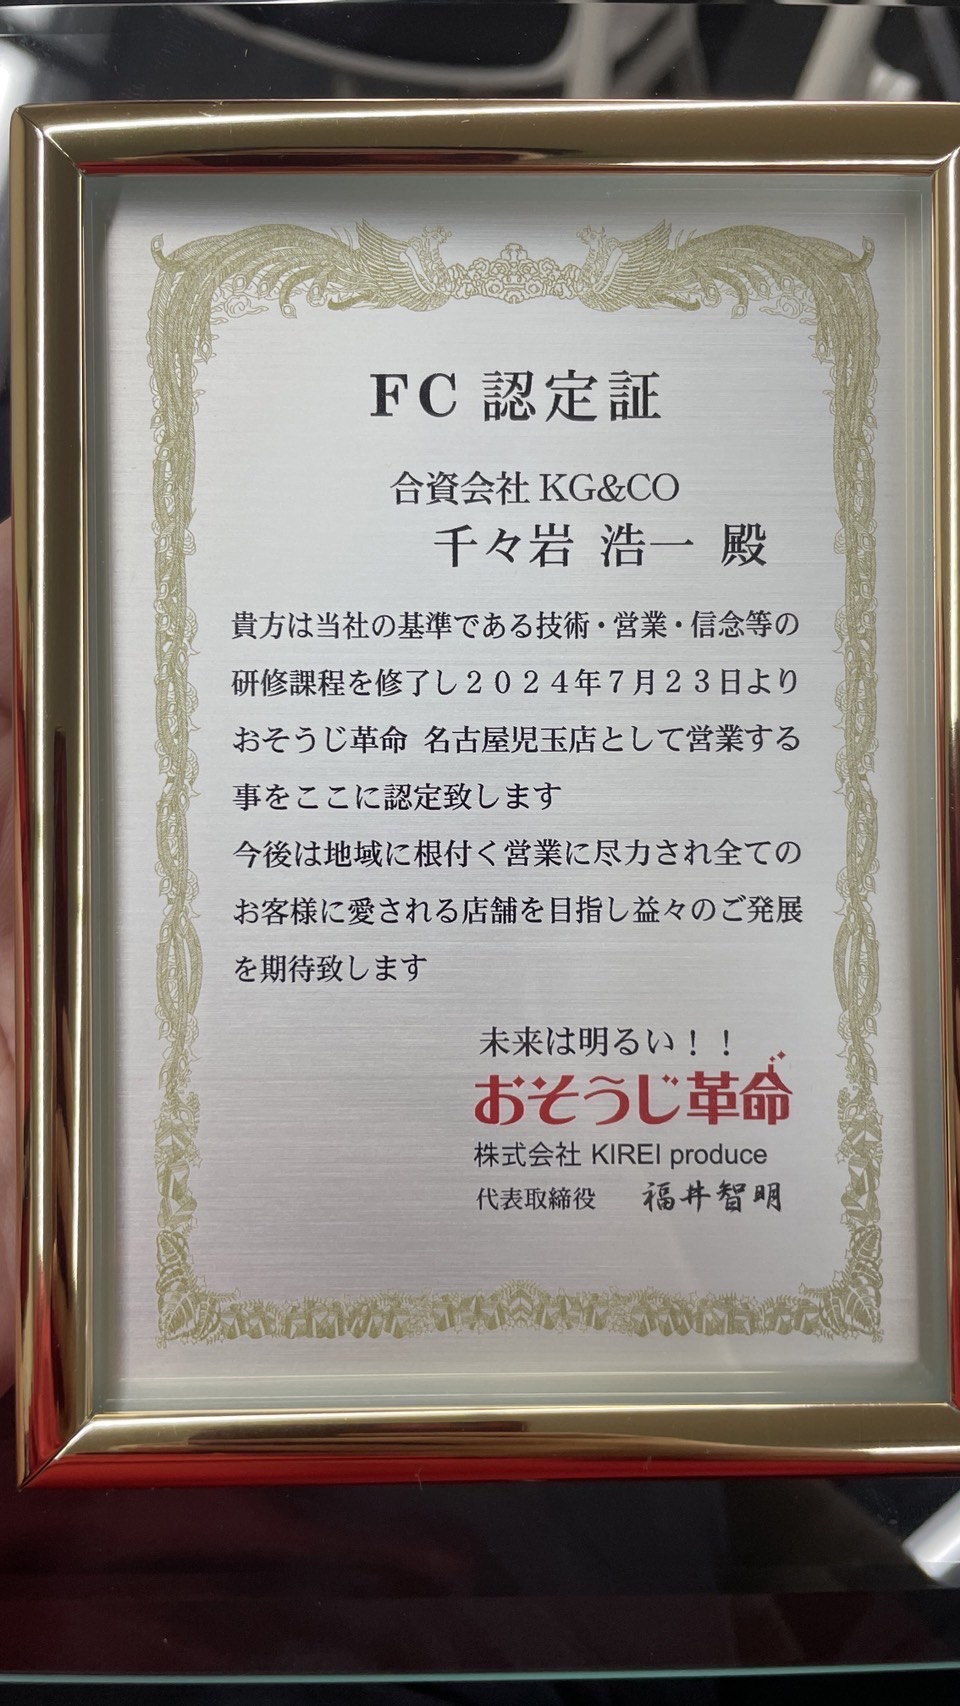 FC 認定証
合資会社 KG&CO
千々岩 浩一 殿
貴方は当社の基準である技術・営業・信念等の
研修課程を修了し２０２４年７月２３日より
おそうじ革命 名古屋児玉店として営業する
事をここに認定致します
今後は地域に根付く営業に尽力され全ての
お客様に愛される店舗を目指し益々のご発展
を期待致します
未来は明るい！！
おそうじ革命
株式会社 KIREI produce
代表取締役 福井智明